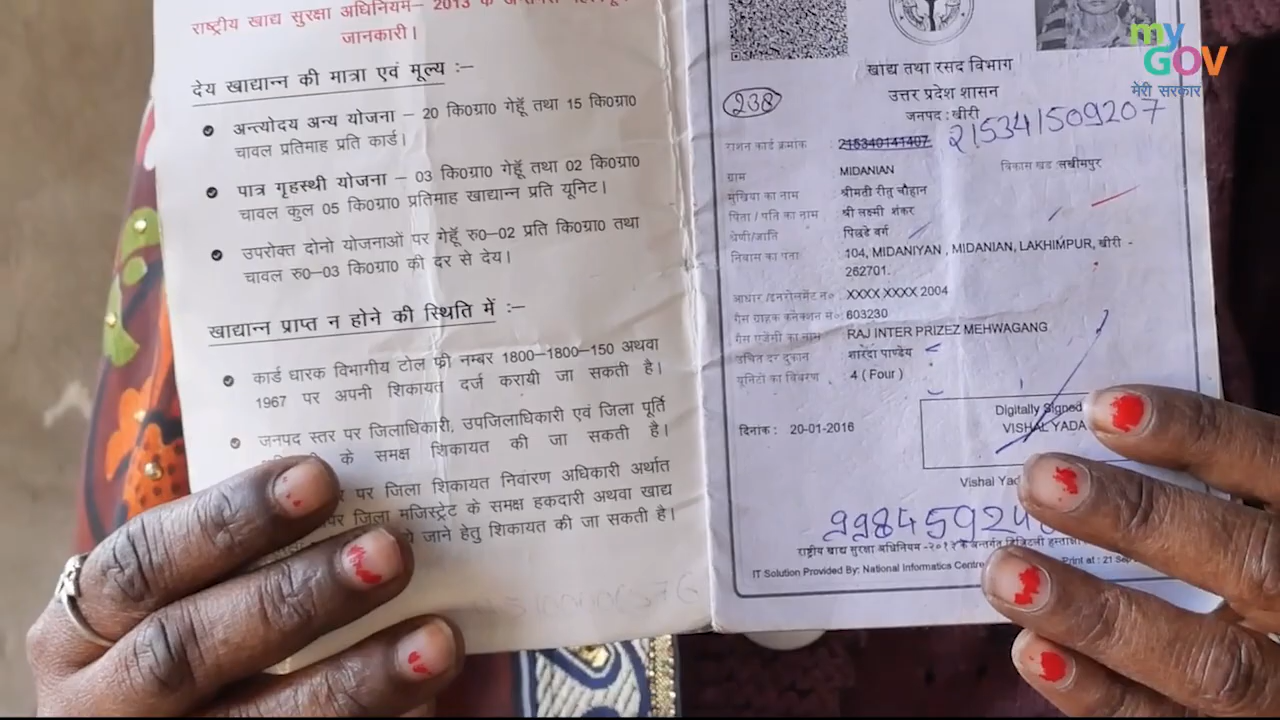 राष्ट्रीय खाद्य सुरक्षा अधिनियम– 2013 के
जानकारी।
देय खाद्यान्न की मात्रा एवं मूल्य :–
अन्त्योदय अन्य योजना – 20 कि0ग्रा0 गेहूँ तथा 15 कि0ग्रा0
चावल प्रतिमाह प्रति कार्ड।
पात्र गृहस्थी योजना – 03 कि0ग्रा0 गेहूँ तथा 02 कि0ग्रा0
चावल कुल 05 कि0ग्रा0 प्रतिमाह खाद्यान्न प्रति यूनिट।
उपरोक्त दोनो योजनाओं पर गेहूँ रु0–02 प्रति कि0ग्रा0 तथा
चावल रु0–03 कि0ग्रा0 की दर से देय।
खाद्यान्न प्राप्त न होने की स्थिति में :–
कार्ड धारक विभागीय टोल फ्री नम्बर 1800–1800–150 अथवा
1967 पर अपनी शिकायत दर्ज करायी जा सकती है।
जनपद स्तर पर जिलाधिकारी, उपजिलाधिकारी एवं जिला पूर्ति
के समक्ष शिकायत की जा सकती है।
पर जिला शिकायत निवारण अधिकारी अर्थात
जिला मजिस्ट्रेट के समक्ष हकदारी अथवा खाद्य
जाने हेतु शिकायत की जा सकती है।
my
GOV
मेरी सरकार
खाद्य तथा रसद विभाग
उत्तर प्रदेश शासन
238
जनपद : खीरी
राशन कार्ड क्रमांक : 215340141407 215341509207
ग्राम : MIDANIAN विकास खंड :लखीमपुर
मुखिया का नाम : श्रीमती रीतु चौहान
पिता / पति का नाम : श्री लक्ष्मी शंकर
श्रेणी/जाति : पिछड़े वर्ग
निवास का पता : 104, MIDANIYAN , MIDANIAN, LAKHIMPUR, खीरी -
262701.
आधार /इनरोलमेंट न० : XXXX XXXX 2004
गैस ग्राहक कनेक्शन सं०: 603230
गैस एजेंसी का नाम : RAJ INTER PRIZEZ MEHWAGANG
उचित दर दुकान : शारदा पाण्डेय
यूनिटों का विवरण : 4 ( Four )
Digitally Signed
VISHAL YADA
दिनाक : 20-01-2016
Vishal Yad
राष्ट्रीय खाद्य सुरक्षा अधिनियम -२०१३ के अन्तर्गत डिजिटली
IT Solution Provided By: National Informatics Centre Print at : 21 Sep